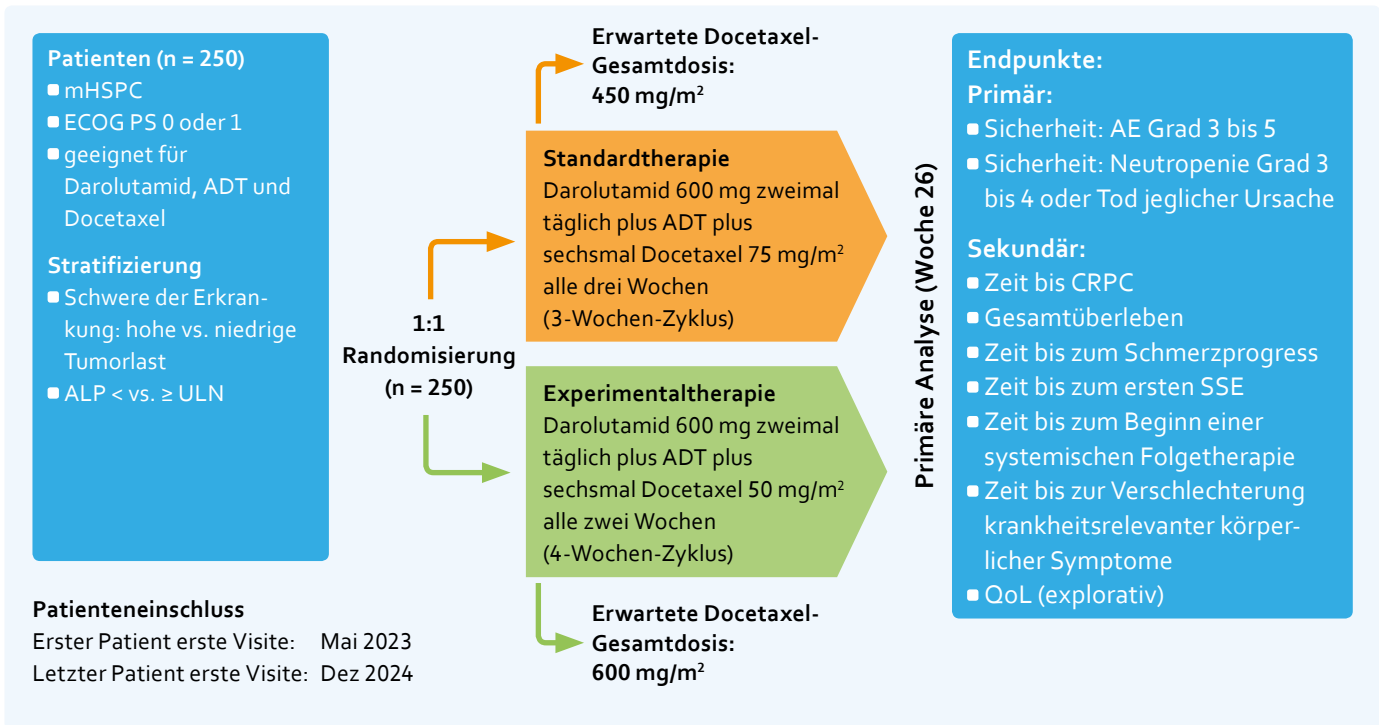 Patienten (n = 250)
mHSPC
ECOG PS 0 oder 1
geeignet für
Darolutamid, ADT und
Docetaxel
Stratifizierung
Schwere der Erkran-
kung: hohe vs. niedrige
Tumorlast
ALP < vs. ≥ ULN
Patienteneinschluss
Erster Patient erste Visite: Mai 2023
Letzter Patient erste Visite: Dez 2024
1:1
Randomisierung
(n = 250)
Erwartete Docetaxel-
Gesamtdosis:
450 mg/m²
Standardtherapie
Darolutamid 600 mg zweimal
täglich plus ADT plus
sechsmal Docetaxel 75 mg/m²
alle drei Wochen
(3-Wochen-Zyklus)
Experimentaltherapie
Darolutamid 600 mg zweimal
täglich plus ADT plus
sechsmal Docetaxel 50 mg/m²
alle zwei Wochen
(4-Wochen-Zyklus)
Erwartete Docetaxel-
Gesamtdosis:
600 mg/m²
Primäre Analyse (Woche 26)
Endpunkte:
Primär:
Sicherheit: AE Grad 3 bis 5
Sicherheit: Neutropenie Grad 3
bis 4 oder Tod jeglicher Ursache
Sekundär:
Zeit bis CRPC
Gesamtüberleben
Zeit bis zum Schmerzprogress
Zeit bis zum ersten SSE
Zeit bis zum Beginn einer
systemischen Folgetherapie
Zeit bis zur Verschlechterung
krankheitsrelevanter körper-
licher Symptome
QoL (explorativ)